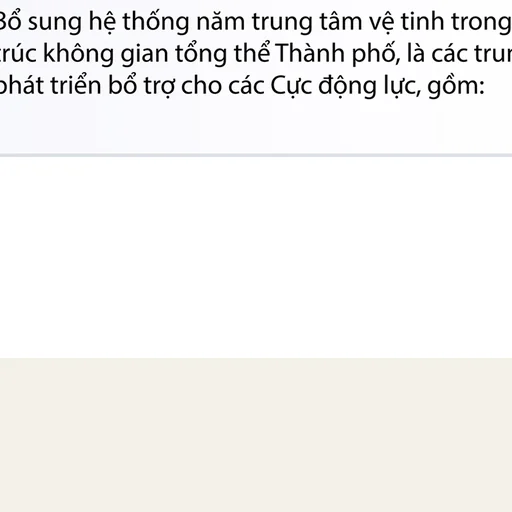 Bổ sung hệ thống năm trung tâm vệ tinh trong
trúc không gian tổng thể Thành phố, là các
phát triển bổ trợ cho các Cực động lực, gồm: